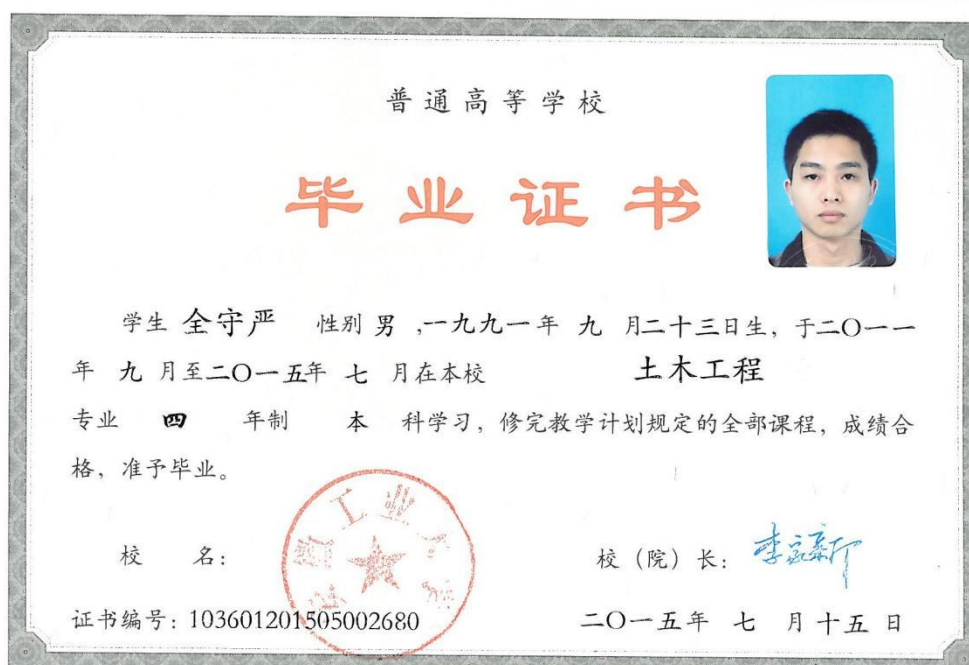 普通高等学校
毕业证书
学生 全守严 性别 男 ,一九九一年 九 月二十三日生，于二〇一一
年 九 月至二〇一五年 七 月在本校 土木工程
专业 四 年制 本 科学习，修完教学计划规定的全部课程，成绩合
格，准予毕业。
工业
校 名：
校（院）长：
证书编号：103601201505002680
二〇一五年 七 月十五日